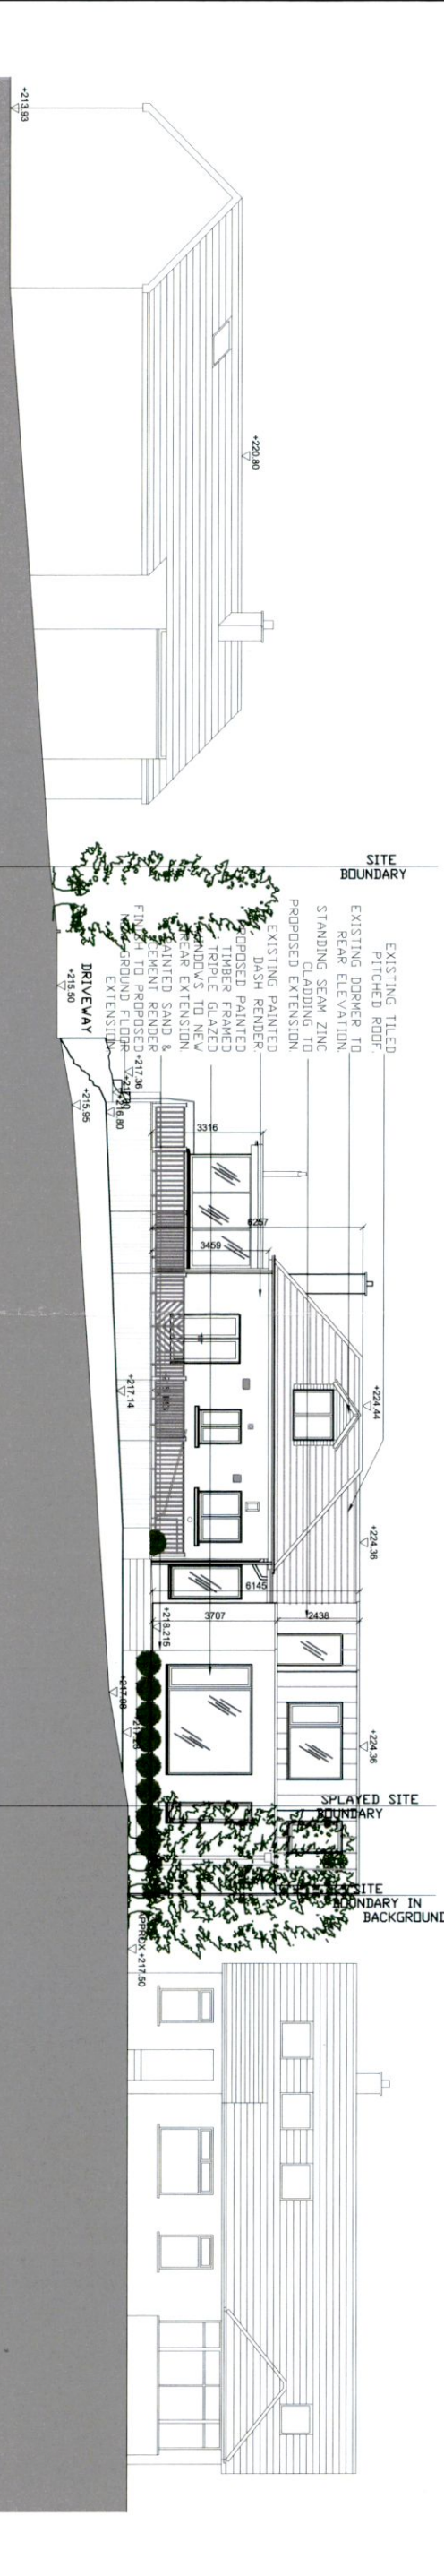 +213.93
+220.80
SITE
BOUNDARY
EXISTING TILED
PITCHED ROOF.
EXISTING DORMER TO
REAR ELEVATION.
STANDING SEAM ZINC
CLADDING TO
PROPOSED EXTENSION.
EXISTING PAINTED
DASH RENDER.
PROPOSED PAINTED
TIMBER FRAMED
TRIPLE GLAZED
WINDOWS TO NEW
REAR EXTENSION.
PAINTED SAND &
CEMENT RENDER
FINISH TO PROPOSED
GROUND FLOOR
EXTENSION
DRIVEWAY
+215.50
+217.36
+216.80
+215.95
3316
6257
3459
+217.14
+224.44
+224.36
6145
3707
2438
+218.215
+217.08
+224.36
SPLAYED SITE
BOUNDARY
SITE
BOUNDARY IN
BACKGROUND
APPROX +217.50